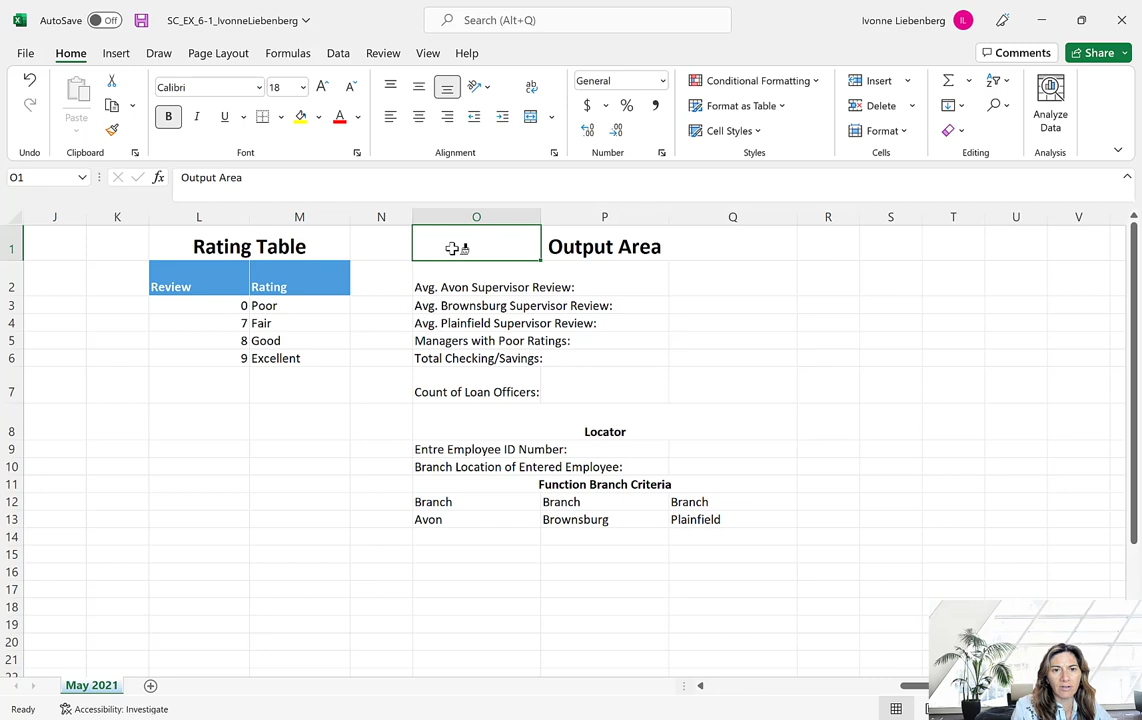 AutoSave Off SC_EX_6-1_IvonneLiebenberg Search (Alt+Q) Ivonne Liebenberg IL
File Home Insert Draw Page Layout Formulas Data Review View Help Comments Share
Paste Calibri 18 General Conditional Formatting Insert
B I U A $ % Format as Table Delete
Cell Styles Format Analyze Data
Undo Clipboard Font Alignment Number Styles Cells Editing Analysis
O1 fx Output Area
J K L M N O P Q R S T U V
1 Rating Table Output Area
2 Review Rating Avg. Avon Supervisor Review:
3 0 Poor Avg. Brownsburg Supervisor Review:
4 7 Fair Avg. Plainfield Supervisor Review:
5 8 Good Managers with Poor Ratings:
6 9 Excellent Total Checking/Savings:
7 Count of Loan Officers:
8 Locator
9 Entre Employee ID Number:
10 Branch Location of Entered Employee:
11 Function Branch Criteria
12 Branch Branch Branch
13 Avon Brownsburg Plainfield
14
15
16
17
18
19
20
21
May 2021
Ready Accessibility: Investigate